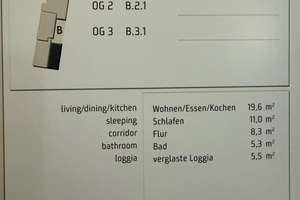 OG 2 B.2.1
B
OG 3 B.3.1
living/dining/kitchen Wohnen/Essen/Kochen 19,6 m²
sleeping Schlafen 11,0 m²
corridor Flur 8,3 m²
bathroom Bad 5,3 m²
loggia verglaste Loggia 5,5 m²